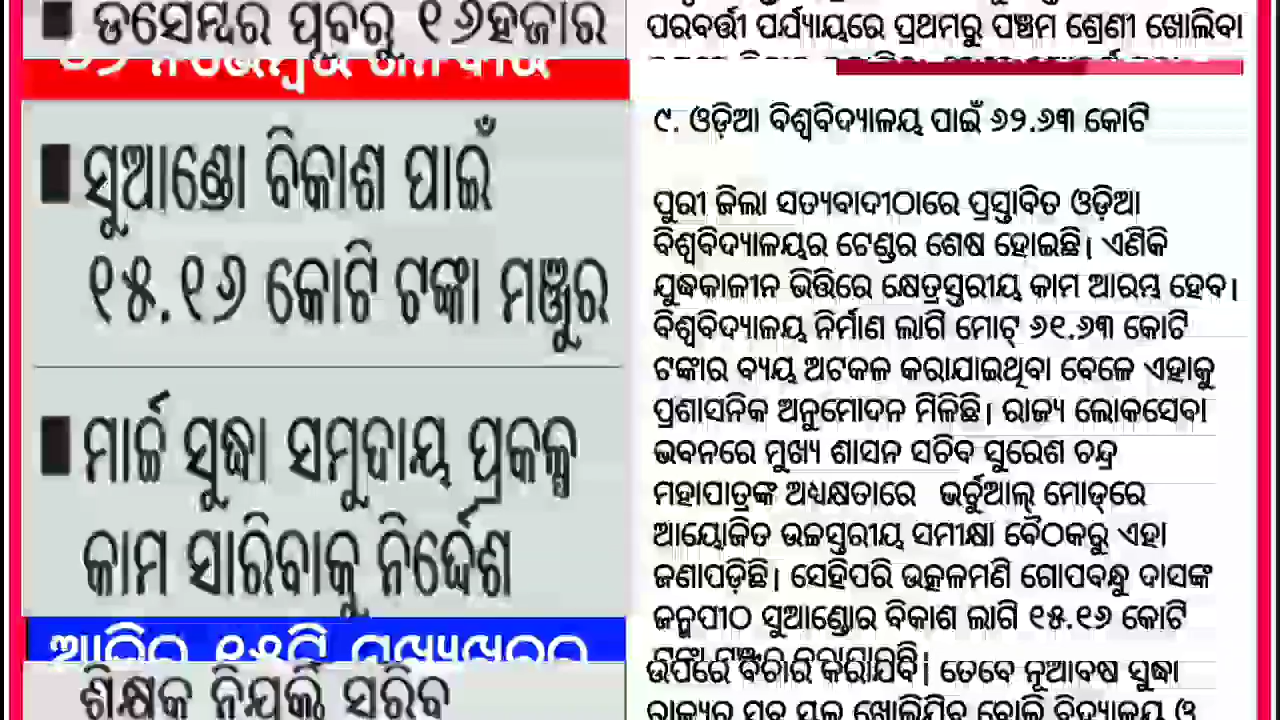 ଡିସେମ୍ବର ପୂର୍ବରୁ ୧୬ହଜାର
ସୁଆଣ୍ଡୋ ବିକାଶ ପାଇଁ
୧୫.୧୬ କୋଟି ଟଙ୍କା ମଞ୍ଜୁର
ମାର୍ଚ୍ଚ ସୁଦ୍ଧା ସମୁଦାୟ ପ୍ରକଳ୍ପ
କାମ ସାରିବାକୁ ନିର୍ଦ୍ଦେଶ
ଶିକ୍ଷକ ନିଯୁକ୍ତି ସରିବ
ପରବର୍ତ୍ତୀ ପର୍ଯ୍ୟାୟରେ ପ୍ରଥମରୁ ପଞ୍ଚମ ଶ୍ରେଣୀ ଖୋଲିବା
୯. ଓଡ଼ିଆ ବିଶ୍ୱବିଦ୍ୟାଳୟ ପାଇଁ ୬୨.୬୩ କୋଟି
ପୁରୀ ଜିଲା ସତ୍ୟବାଦୀଠାରେ ପ୍ରସ୍ତାବିତ ଓଡ଼ିଆ
ବିଶ୍ୱବିଦ୍ୟାଳୟର ଟେଣ୍ଡର ଶେଷ ହୋଇଛି। ଏଣିକି
ଯୁଦ୍ଧକାଳୀନ ଭିତ୍ତିରେ କ୍ଷେତ୍ରସ୍ତରୀୟ କାମ ଆରମ୍ଭ ହେବ।
ବିଶ୍ୱବିଦ୍ୟାଳୟ ନିର୍ମାଣ ଲାଗି ମୋଟ୍ ୬୧.୬୩ କୋଟି
ଟଙ୍କାର ବ୍ୟୟ ଅଟକଳ କରାଯାଇଥିବା ବେଳେ ଏହାକୁ
ପ୍ରଶାସନିକ ଅନୁମୋଦନ ମିଳିଛି। ରାଜ୍ୟ ଲୋକସେବା
ଭବନରେ ମୁଖ୍ୟ ଶାସନ ସଚିବ ସୁରେଶ ଚନ୍ଦ୍ର
ମହାପାତ୍ରଙ୍କ ଅଧ୍ୟକ୍ଷତାରେ ଭର୍ଚୁଆଲ୍ ମୋଡ୍‌ରେ
ଆୟୋଜିତ ଉଚ୍ଚସ୍ତରୀୟ ସମୀକ୍ଷା ବୈଠକରୁ ଏହା
ଜଣାପଡ଼ିଛି। ସେହିପରି ଉତ୍କଳମଣି ଗୋପବନ୍ଧୁ ଦାସଙ୍କ
ଜନ୍ମପୀଠ ସୁଆଣ୍ଡୋର ବିକାଶ ଲାଗି ୧୫.୧୬ କୋଟି
ଉପରେ ବିଚାର କରାଯିବ। ତେବେ ନୂଆବର୍ଷ ସୁଦ୍ଧା